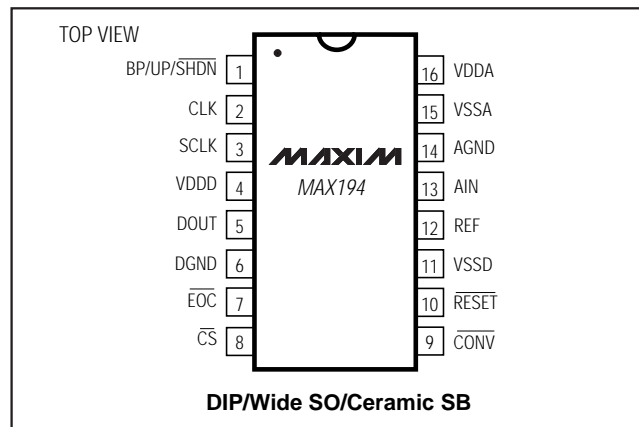 TOP VIEW
BP/UP/SHDN 1
CLK 2
SCLK 3
VDDD 4
DOUT 5
DGND 6
EOC 7
CS 8
MAXIM
MAX194
16 VDDA
15 VSSA
14 AGND
13 AIN
12 REF
11 VSSD
10 RESET
9 CONV
DIP/Wide SO/Ceramic SB